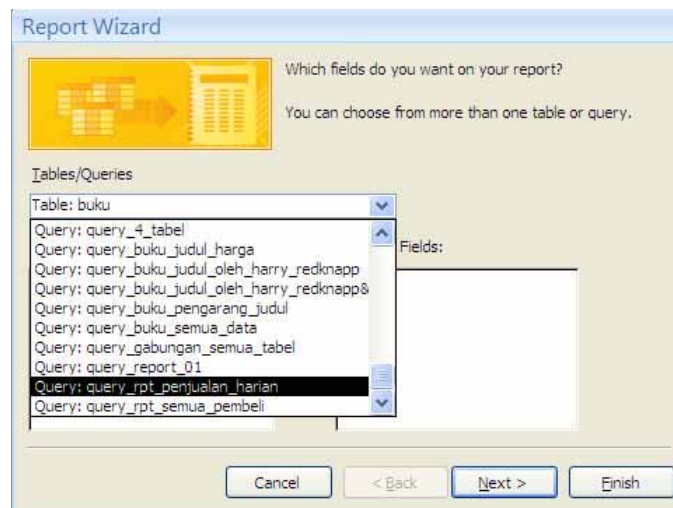 Report Wizard
Which fields do you want on your report?
You can choose from more than one table or query.
Tables/Queries
Table: buku
Query: query_4_tabel
Query: query_buku_judul_harga
Query: query_buku_judul_oleh_harry_redknapp
Query: query_buku_judul_oleh_harry_redknapp&
Query: query_buku_pengarang_judul
Query: query_buku_semua_data
Query: query_gabungan_semua_tabel
Query: query_report_01
Query: query_rpt_penjualan_harian
Query: query_rpt_semua_pembeli
Fields:
Cancel
< Back
Next >
Finish